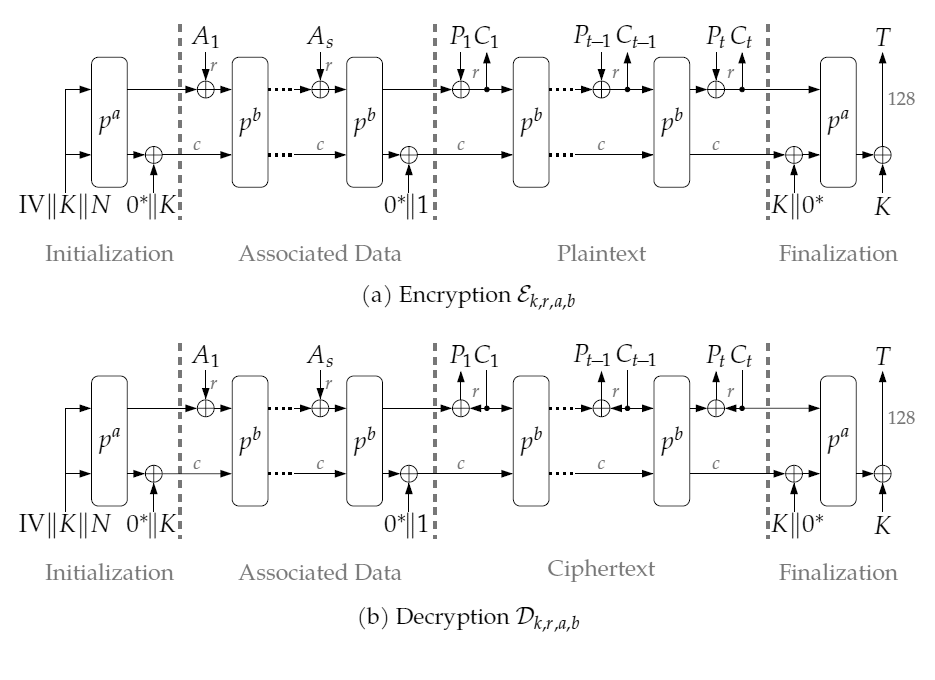 A₁ Aₛ P₁ C₁ Pₜ₋₁ Cₜ₋₁ Pₜ Cₜ T
r r r r r
128
pᵃ pᵇ pᵇ pᵇ pᵇ pᵃ
c c c c c
IV‖K‖N 0*‖K 0*‖1 K‖0* K
Initialization Associated Data Plaintext Finalization
(a) Encryption ℰ k,r,a,b
A₁ Aₛ P₁ C₁ Pₜ₋₁ Cₜ₋₁ Pₜ Cₜ T
r r r r r
128
pᵃ pᵇ pᵇ pᵇ pᵇ pᵃ
c c c c c
IV‖K‖N 0*‖K 0*‖1 K‖0* K
Initialization Associated Data Ciphertext Finalization
(b) Decryption 𝒟 k,r,a,b